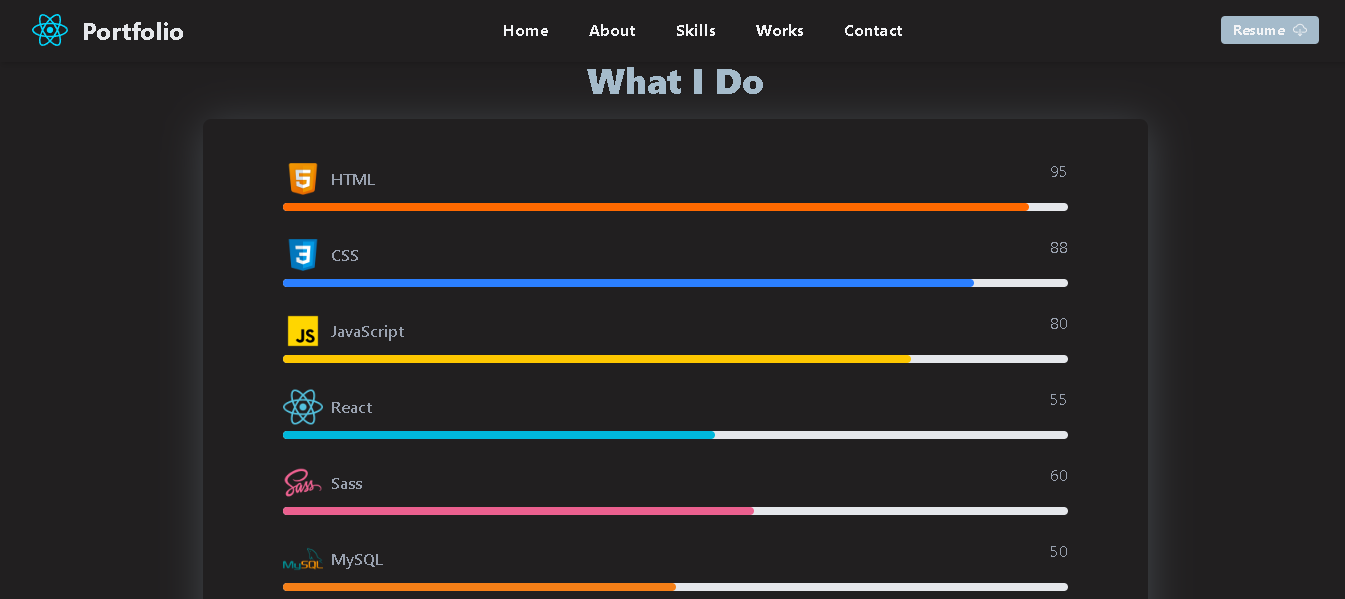 Portfolio Home About Skills Works Contact Resume
What I Do
5 HTML 95
3 CSS 88
JS JavaScript 80
React 55
Sass Sass 60
MySQL MySQL 50